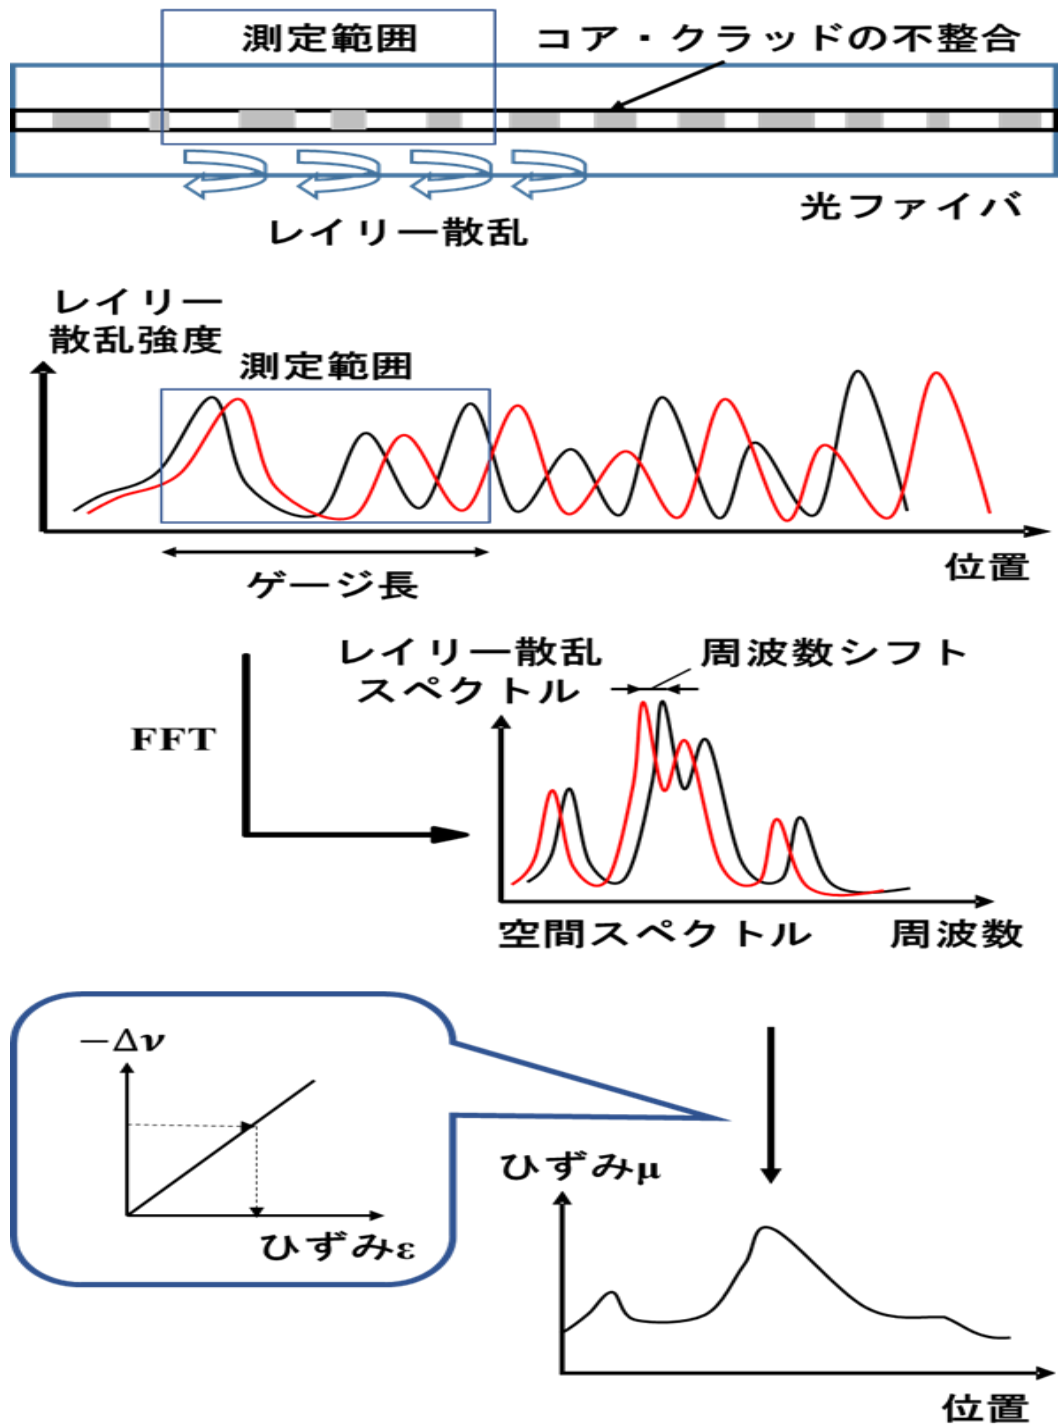 測定範囲
コア・クラッドの不整合
光ファイバ
レイリー散乱
レイリー
散乱強度
測定範囲
位置
ゲージ長
レイリー散乱
スペクトル
周波数シフト
FFT
空間スペクトル
周波数
－Δν
ひずみε
ひずみμ
位置